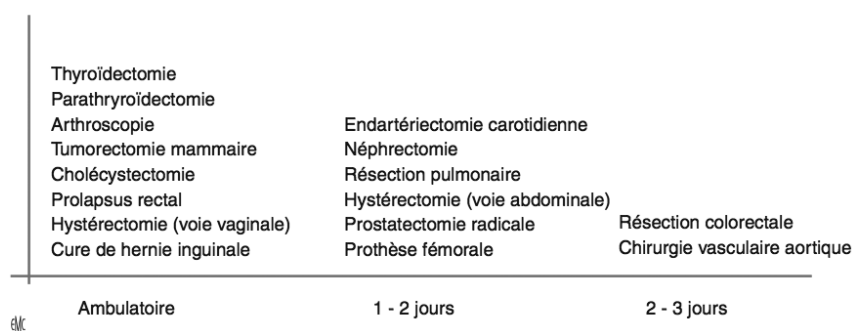 Thyroïdectomie
Parathryroïdectomie
Arthroscopie
Tumorectomie mammaire
Cholécystectomie
Prolapsus rectal
Hystérectomie (voie vaginale)
Cure de hernie inguinale
Ambulatoire
Endartériectomie carotidienne
Néphrectomie
Résection pulmonaire
Hystérectomie (voie abdominale)
Prostatectomie radicale
Prothèse fémorale
1 - 2 jours
Résection colorectale
Chirurgie vasculaire aortique
2 - 3 jours
EMC